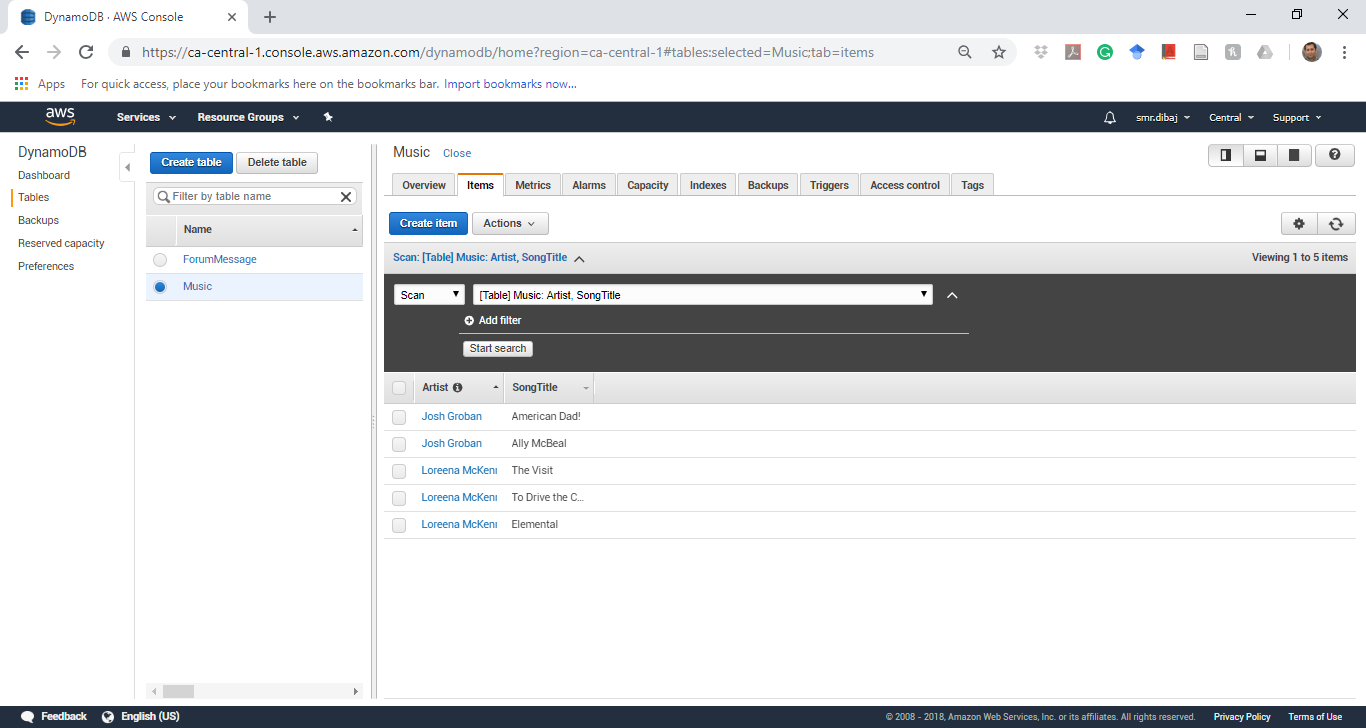 DynamoDB · AWS Console
https://ca-central-1.console.aws.amazon.com/dynamodb/home?region=ca-central-1#tables:selected=Music;tab=items
Apps For quick access, place your bookmarks here on the bookmarks bar. Import bookmarks now...
aws Services Resource Groups smr.dibaj Central Support
DynamoDB
Dashboard
Tables
Backups
Reserved capacity
Preferences
Create table Delete table
Filter by table name
Name
ForumMessage
Music
Music Close
Overview Items Metrics Alarms Capacity Indexes Backups Triggers Access control Tags
Create item Actions
Scan: [Table] Music: Artist, SongTitle Viewing 1 to 5 items
Scan [Table] Music: Artist, SongTitle
Add filter
Start search
Artist SongTitle
Josh Groban American Dad!
Josh Groban Ally McBeal
Loreena McKenn The Visit
Loreena McKenn To Drive the C...
Loreena McKenn Elemental
Feedback English (US) © 2008 - 2018, Amazon Web Services, Inc. or its affiliates. All rights reserved. Privacy Policy Terms of Use